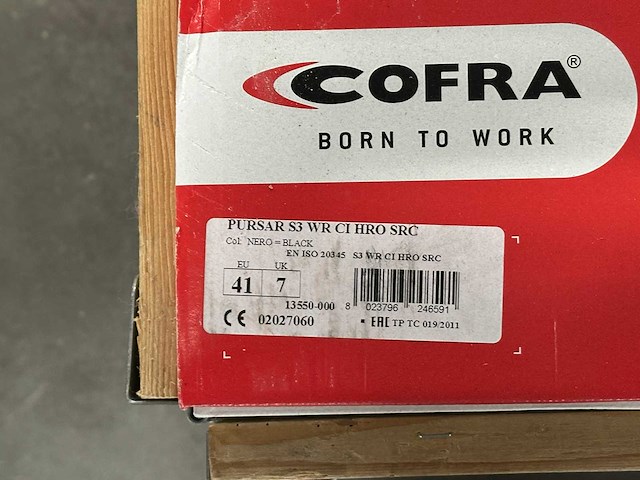 COFRA®
BORN TO WORK
PURSAR S3 WR CI HRO SRC
Col: NERO = BLACK
EN ISO 20345 S3 WR CI HRO SRC
EU UK
41 7
13550-000 8 023796 246591
CE 02027060 EAC TP TC 019/2011